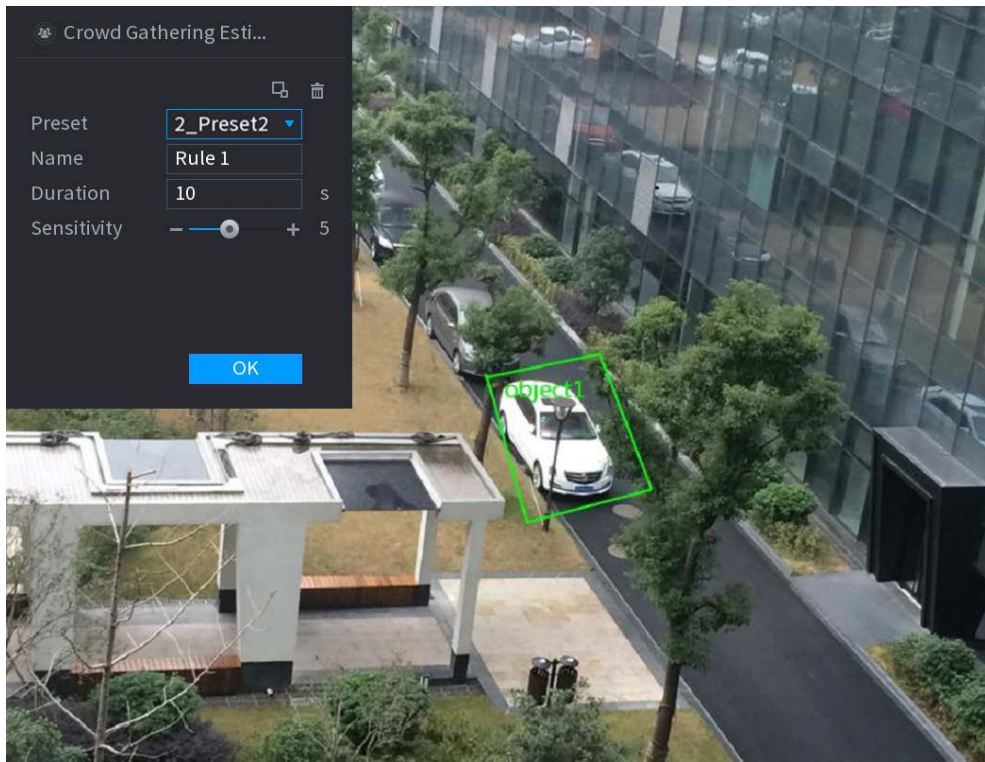 Crowd Gathering Esti...
Preset 2_Preset2
Name Rule 1
Duration 10 s
Sensitivity 5
OK
object1